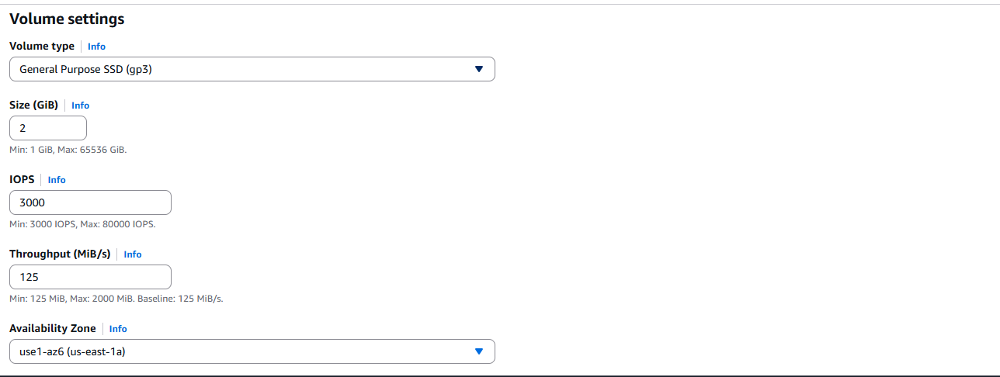 Volume settings
Volume type Info
General Purpose SSD (gp3)
Size (GiB) Info
2
Min: 1 GiB, Max: 65536 GiB.
IOPS Info
3000
Min: 3000 IOPS, Max: 80000 IOPS.
Throughput (MiB/s) Info
125
Min: 125 MiB, Max: 2000 MiB. Baseline: 125 MiB/s.
Availability Zone Info
use1-az6 (us-east-1a)